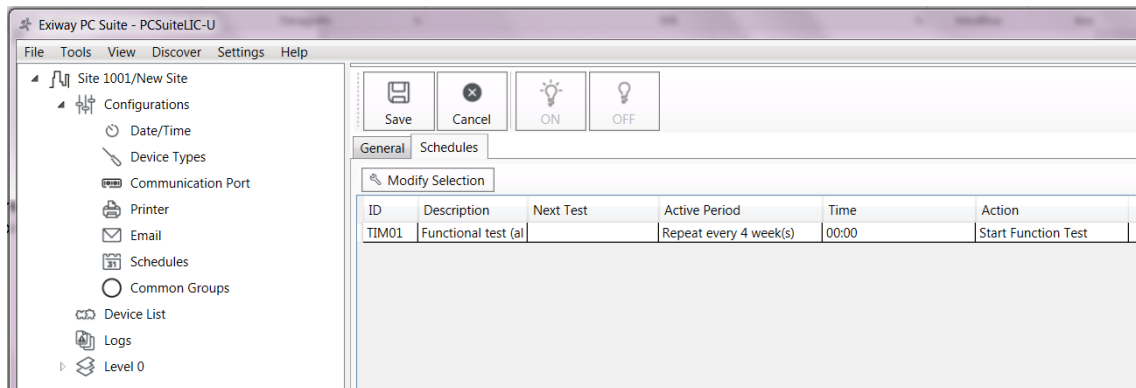 Exiway PC Suite - PCSuiteLIC-U
File Tools View Discover Settings Help
Site 1001/New Site
Configurations
Date/Time
Device Types
Communication Port
Printer
Email
31 Schedules
Common Groups
Device List
Logs
Level 0
Save Cancel ON OFF
General Schedules
Modify Selection
ID Description Next Test Active Period Time Action
TIM01 Functional test (al Repeat every 4 week(s) 00:00 Start Function Test